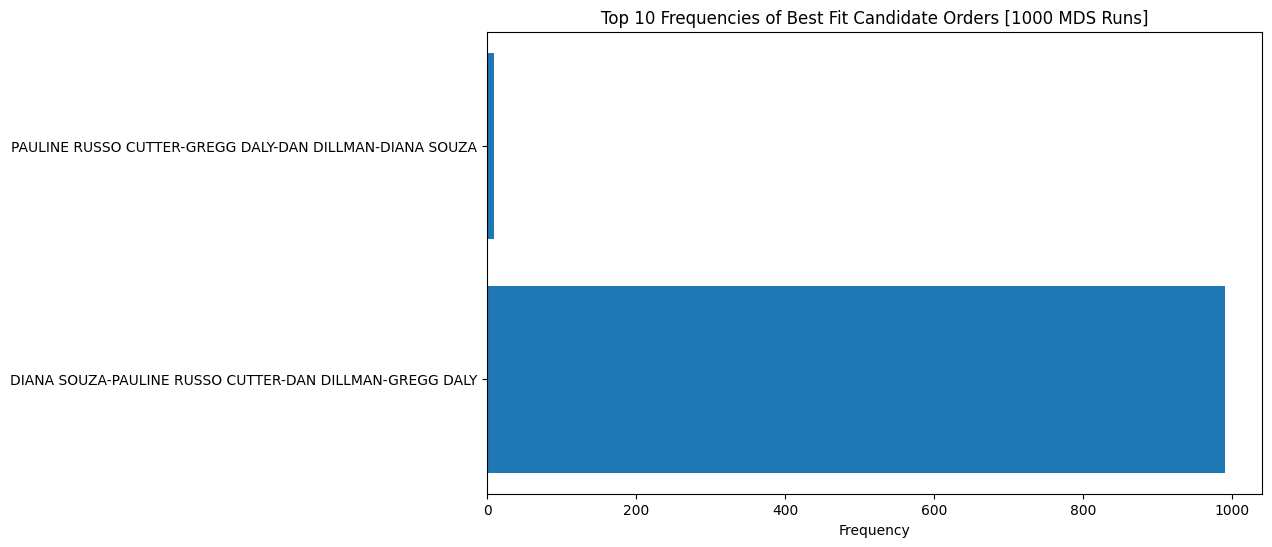 Top 10 Frequencies of Best Fit Candidate Orders [1000 MDS Runs]
PAULINE RUSSO CUTTER-GREGG DALY-DAN DILLMAN-DIANA SOUZA
DIANA SOUZA-PAULINE RUSSO CUTTER-DAN DILLMAN-GREGG DALY
0 200 400 600 800 1000
Frequency